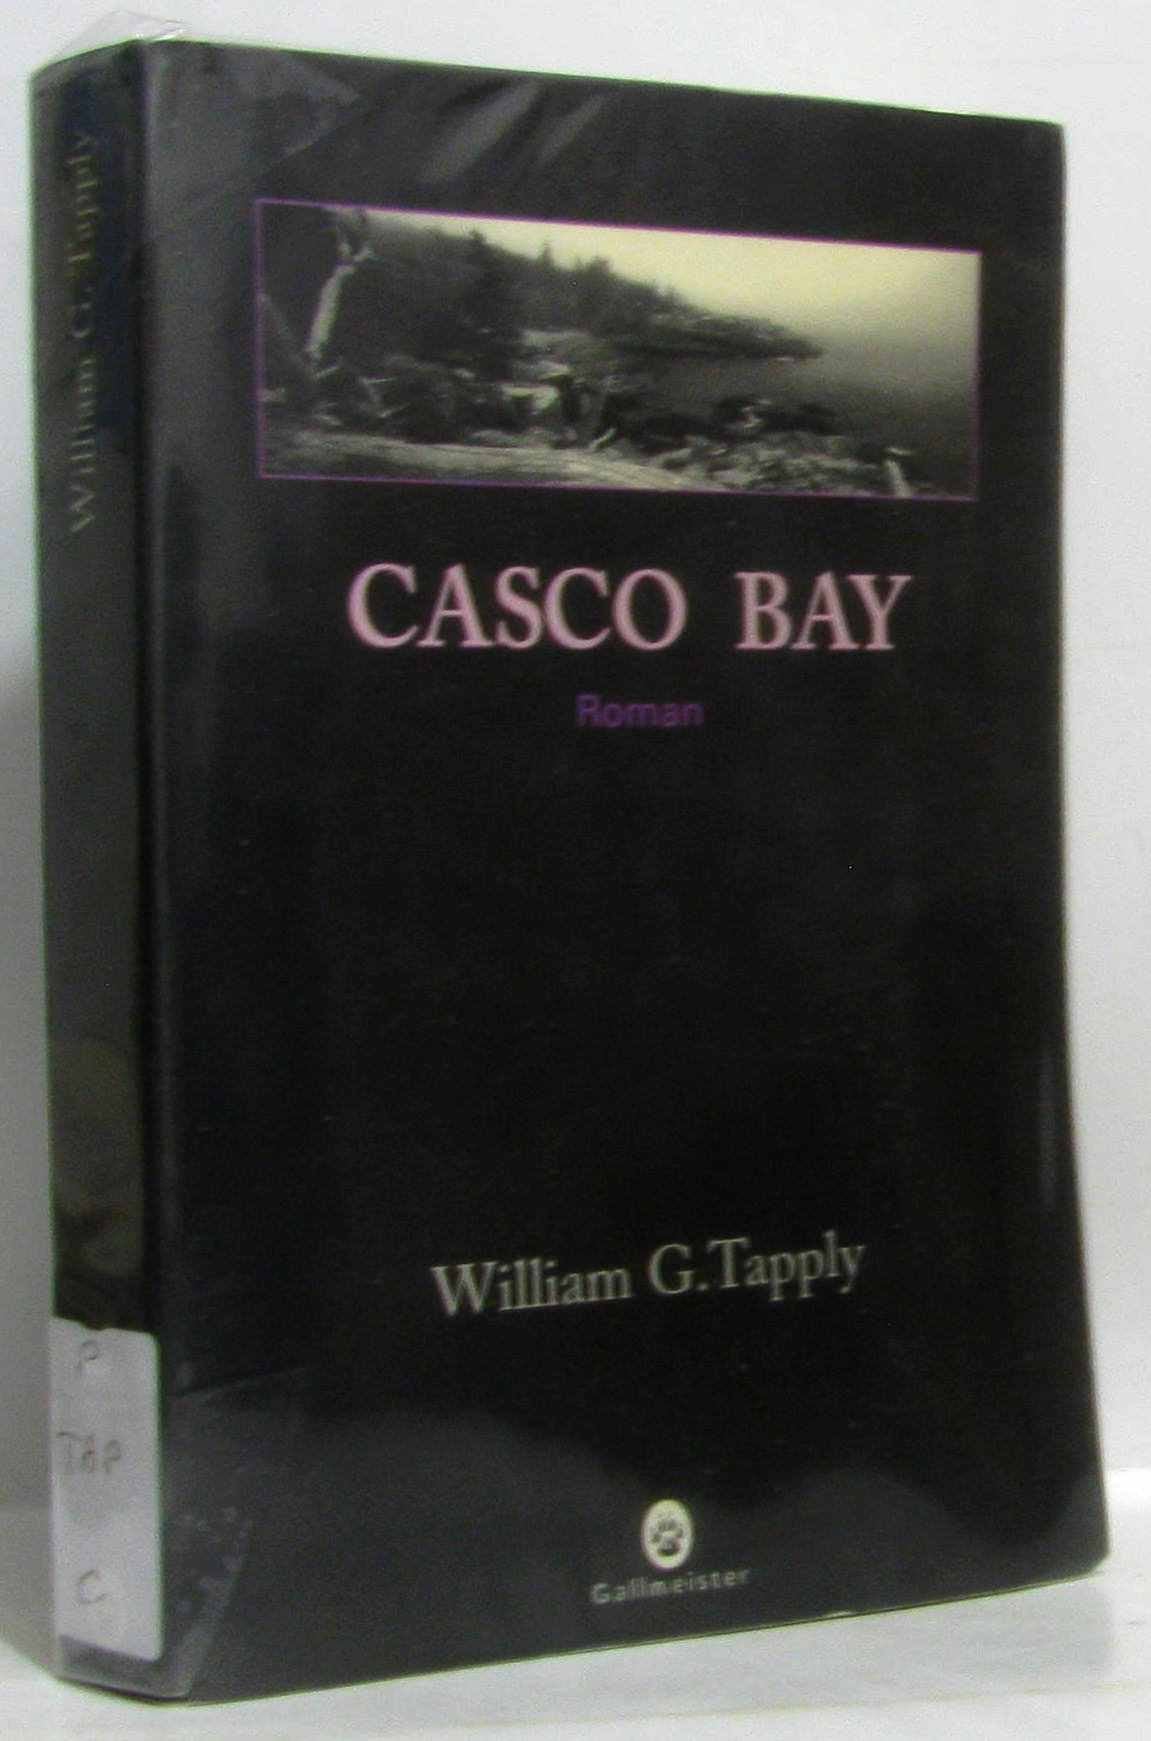 William G. Tapply
CASCO BAY
Roman
William G. Tapply
Gallmeister
P
TAP
C